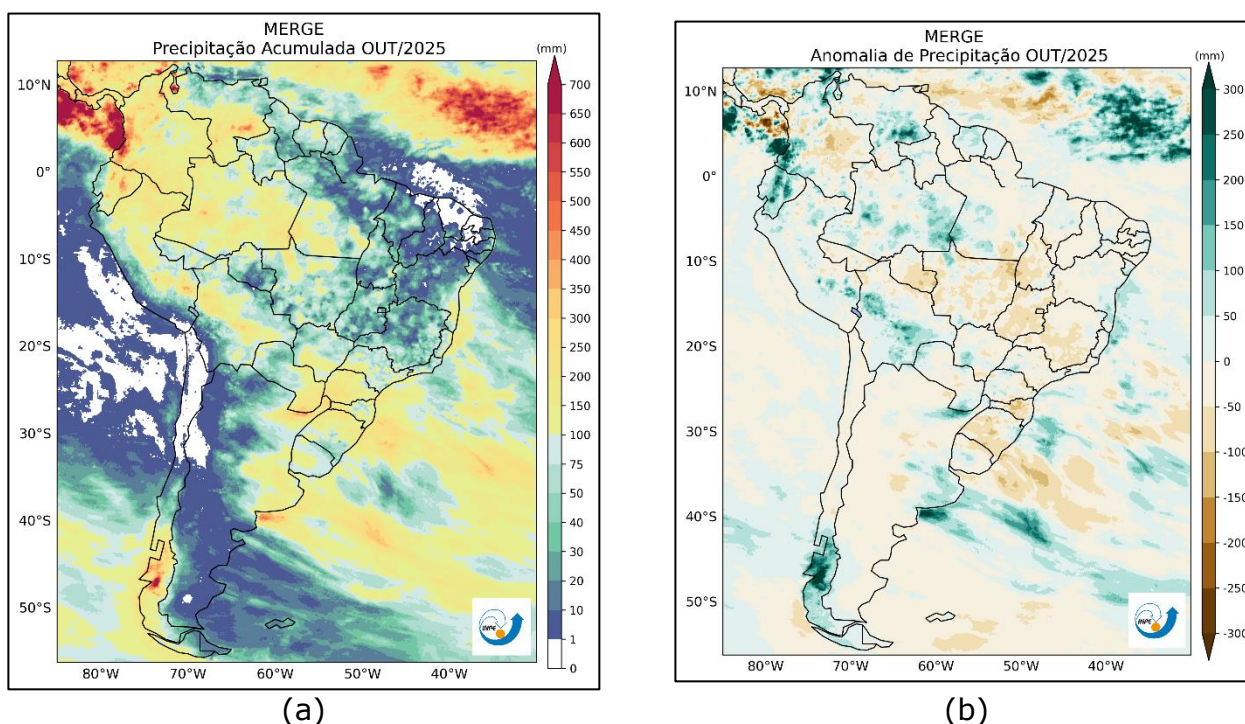 MERGE
Precipitação Acumulada OUT/2025
(mm)
10°N
0°
10°S
20°S
30°S
40°S
50°S
80°W
70°W
60°W
50°W
40°W
700
650
600
550
500
450
400
350
300
250
200
150
100
75
50
40
30
20
10
1
0
INPE
(a)
MERGE
Anomalia de Precipitação OUT/2025
(mm)
10°N
0°
10°S
20°S
30°S
40°S
50°S
80°W
70°W
60°W
50°W
40°W
300
250
200
150
100
50
0
-50
-100
-150
-200
-250
-300
INPE
(b)